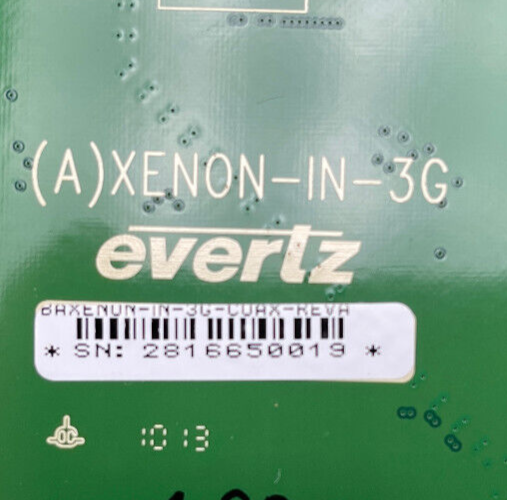 (A)XENON-IN-3G
evertz
BAXENON-IN-3G-COAX-REVA
* SN: 2816650019 *
1013